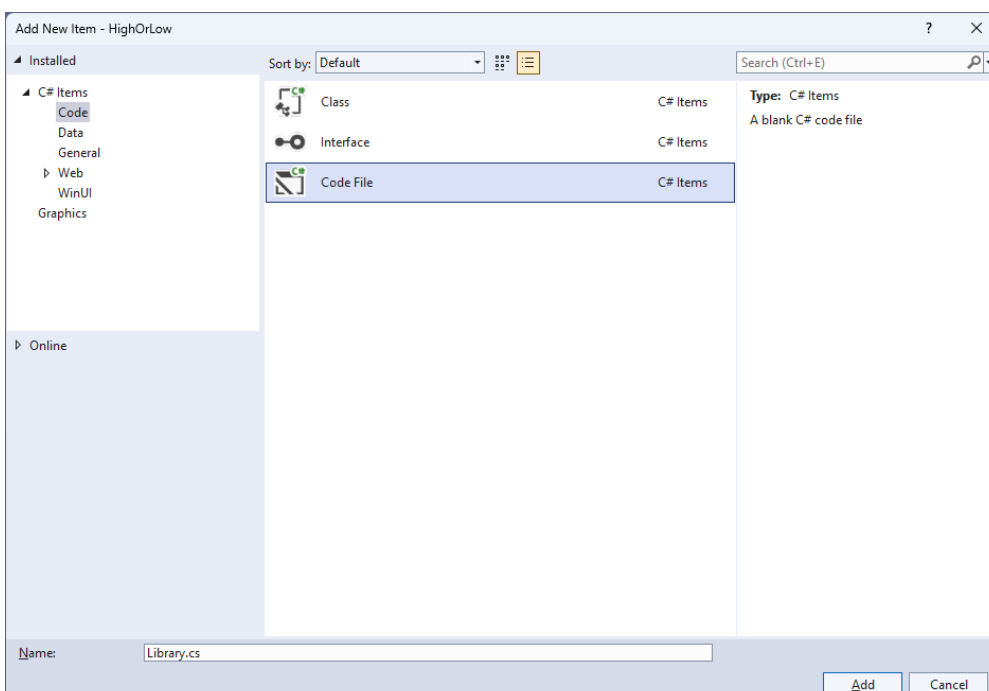 Add New Item - HighOrLow
?
Installed
Sort by: Default
Search (Ctrl+E)
C# Items
Code
Data
General
Web
WinUI
Graphics
Online
Class C# Items
Interface C# Items
Code File C# Items
Type: C# Items
A blank C# code file
Name: Library.cs
Add
Cancel